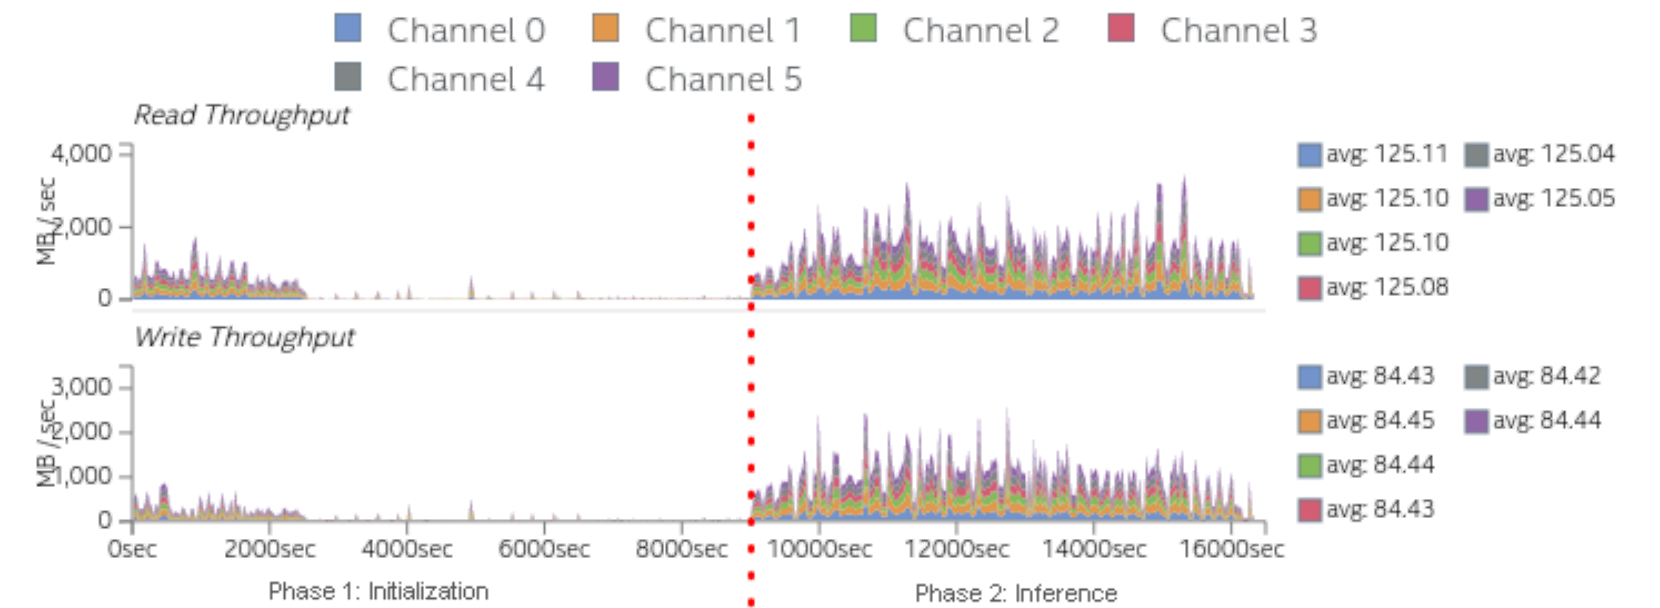 Channel 0 Channel 1 Channel 2 Channel 3
Channel 4 Channel 5
Read Throughput
MB / sec
4,000
2,000
0
avg: 125.11 avg: 125.04
avg: 125.10 avg: 125.05
avg: 125.10
avg: 125.08
Write Throughput
MB / sec
3,000
2,000
1,000
0
avg: 84.43 avg: 84.42
avg: 84.45 avg: 84.44
avg: 84.44
avg: 84.43
0sec 2000sec 4000sec 6000sec 8000sec 10000sec 12000sec 14000sec 16000sec
Phase 1: Initialization Phase 2: Inference